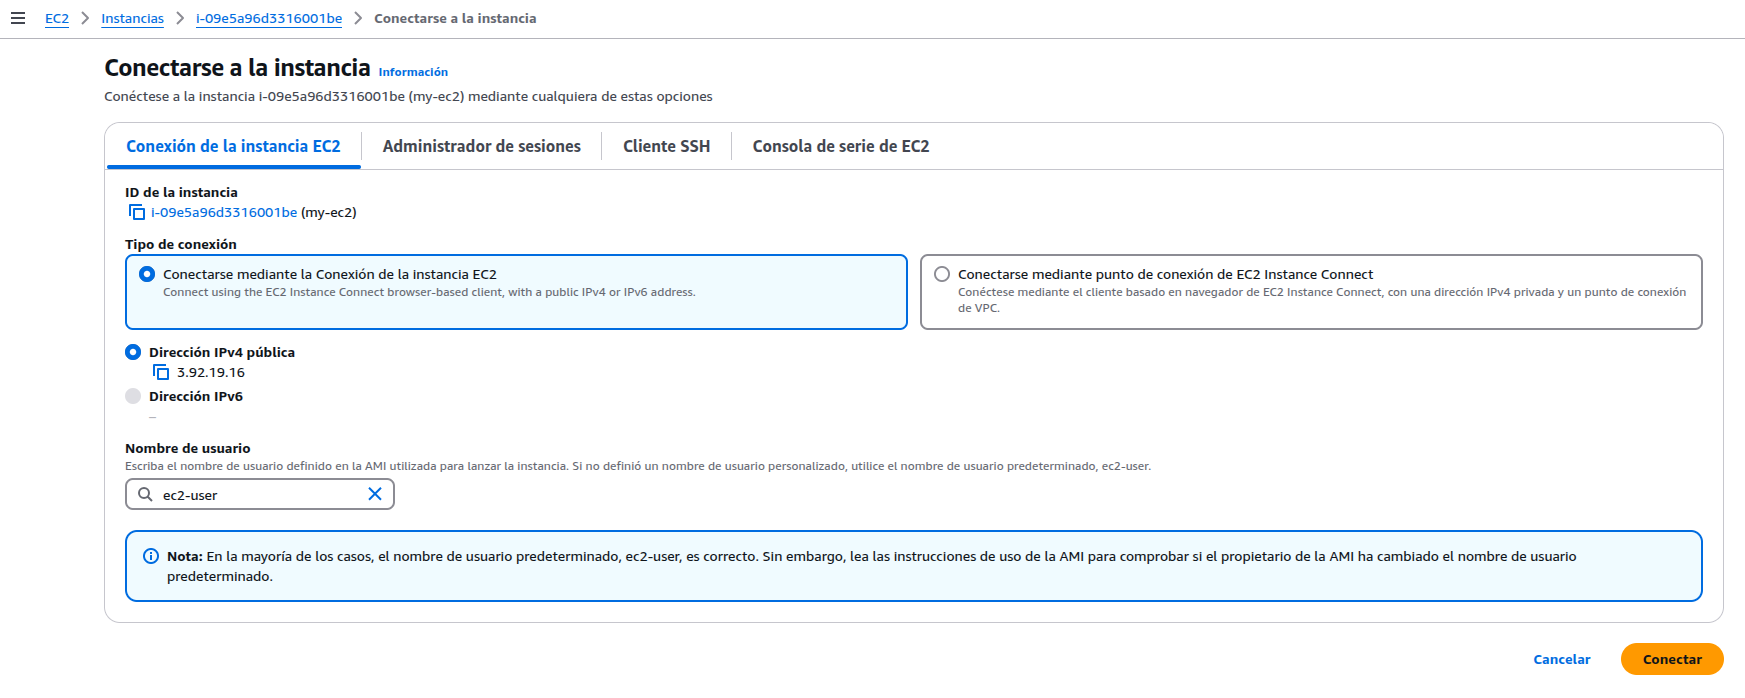 EC2 > Instancias > i-09e5a96d3316001be > Conectarse a la instancia
Conectarse a la instancia Información
Conéctese a la instancia i-09e5a96d3316001be (my-ec2) mediante cualquiera de estas opciones
Conexión de la instancia EC2 Administrador de sesiones Cliente SSH Consola de serie de EC2
ID de la instancia
i-09e5a96d3316001be (my-ec2)
Tipo de conexión
Conectarse mediante la Conexión de la instancia EC2
Connect using the EC2 Instance Connect browser-based client, with a public IPv4 or IPv6 address.
Conectarse mediante punto de conexión de EC2 Instance Connect
Conéctese mediante el cliente basado en navegador de EC2 Instance Connect, con una dirección IPv4 privada y un punto de conexión
de VPC.
Dirección IPv4 pública
3.92.19.16
Dirección IPv6
–
Nombre de usuario
Escriba el nombre de usuario definido en la AMI utilizada para lanzar la instancia. Si no definió un nombre de usuario personalizado, utilice el nombre de usuario predeterminado, ec2-user.
ec2-user
Nota: En la mayoría de los casos, el nombre de usuario predeterminado, ec2-user, es correcto. Sin embargo, lea las instrucciones de uso de la AMI para comprobar si el propietario de la AMI ha cambiado el nombre de usuario
predeterminado.
Cancelar Conectar